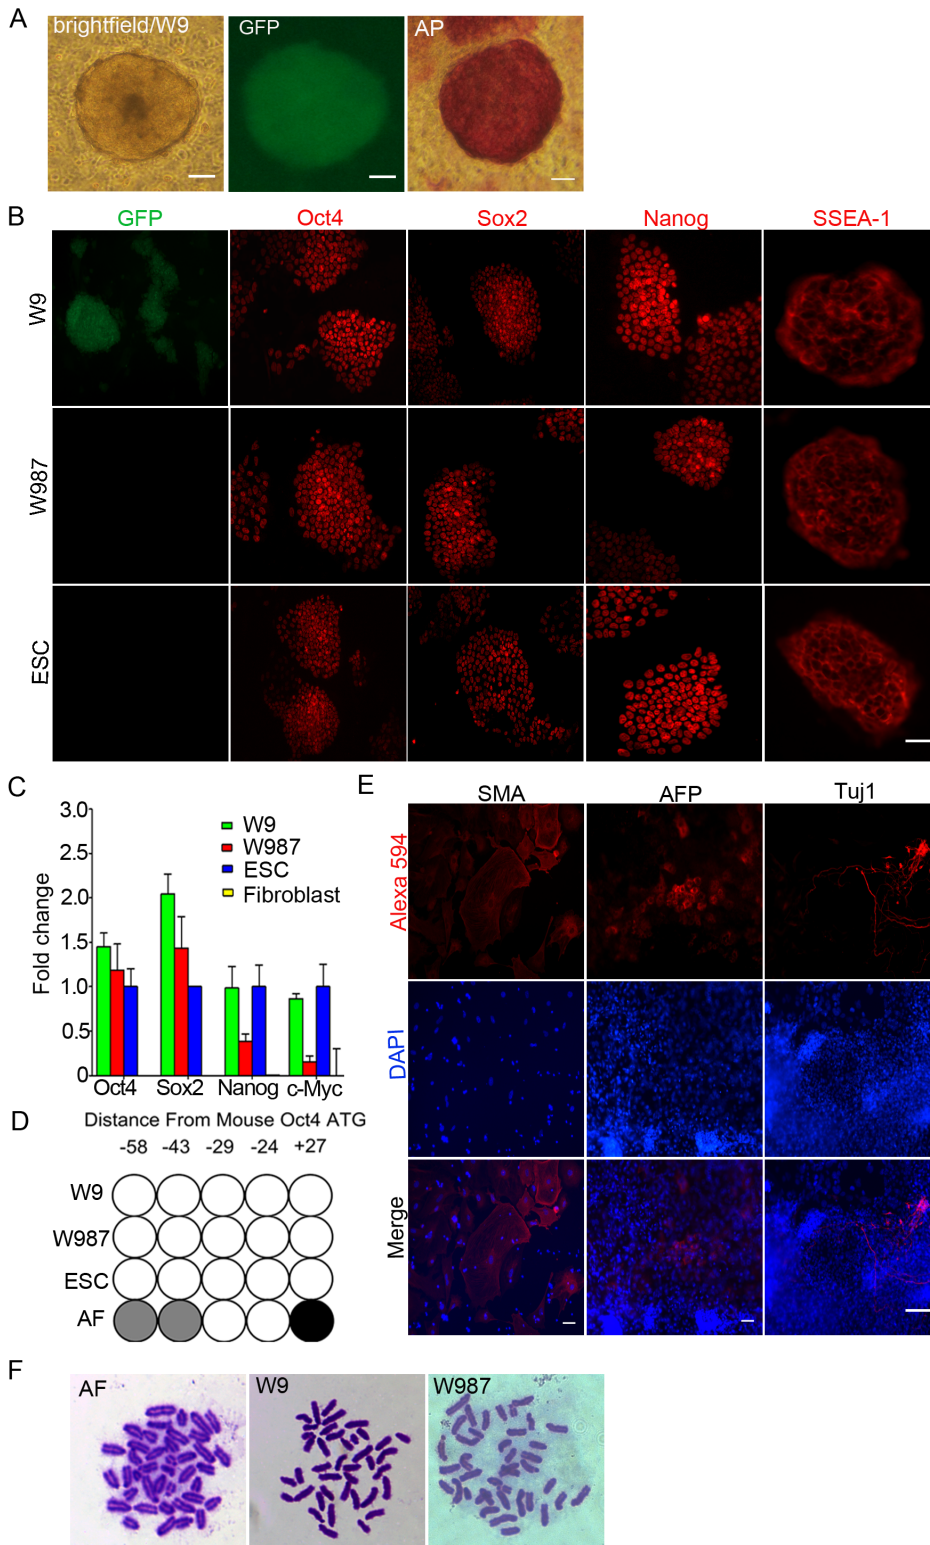 A
brightfield/W9
GFP
AP
B
GFP
Oct4
Sox2
Nanog
SSEA-1
W9
W987
ESC
C
3.0
2.5
2.0
1.5
1.0
0.5
0
Fold change
W9
W987
ESC
Fibroblast
Oct4
Sox2
Nanog
c-Myc
D
Distance From Mouse Oct4 ATG
-58
-43
-29
-24
+27
W9
W987
ESC
AF
E
SMA
AFP
Tuj1
Alexa 594
DAPI
Merge
F
AF
W9
W987